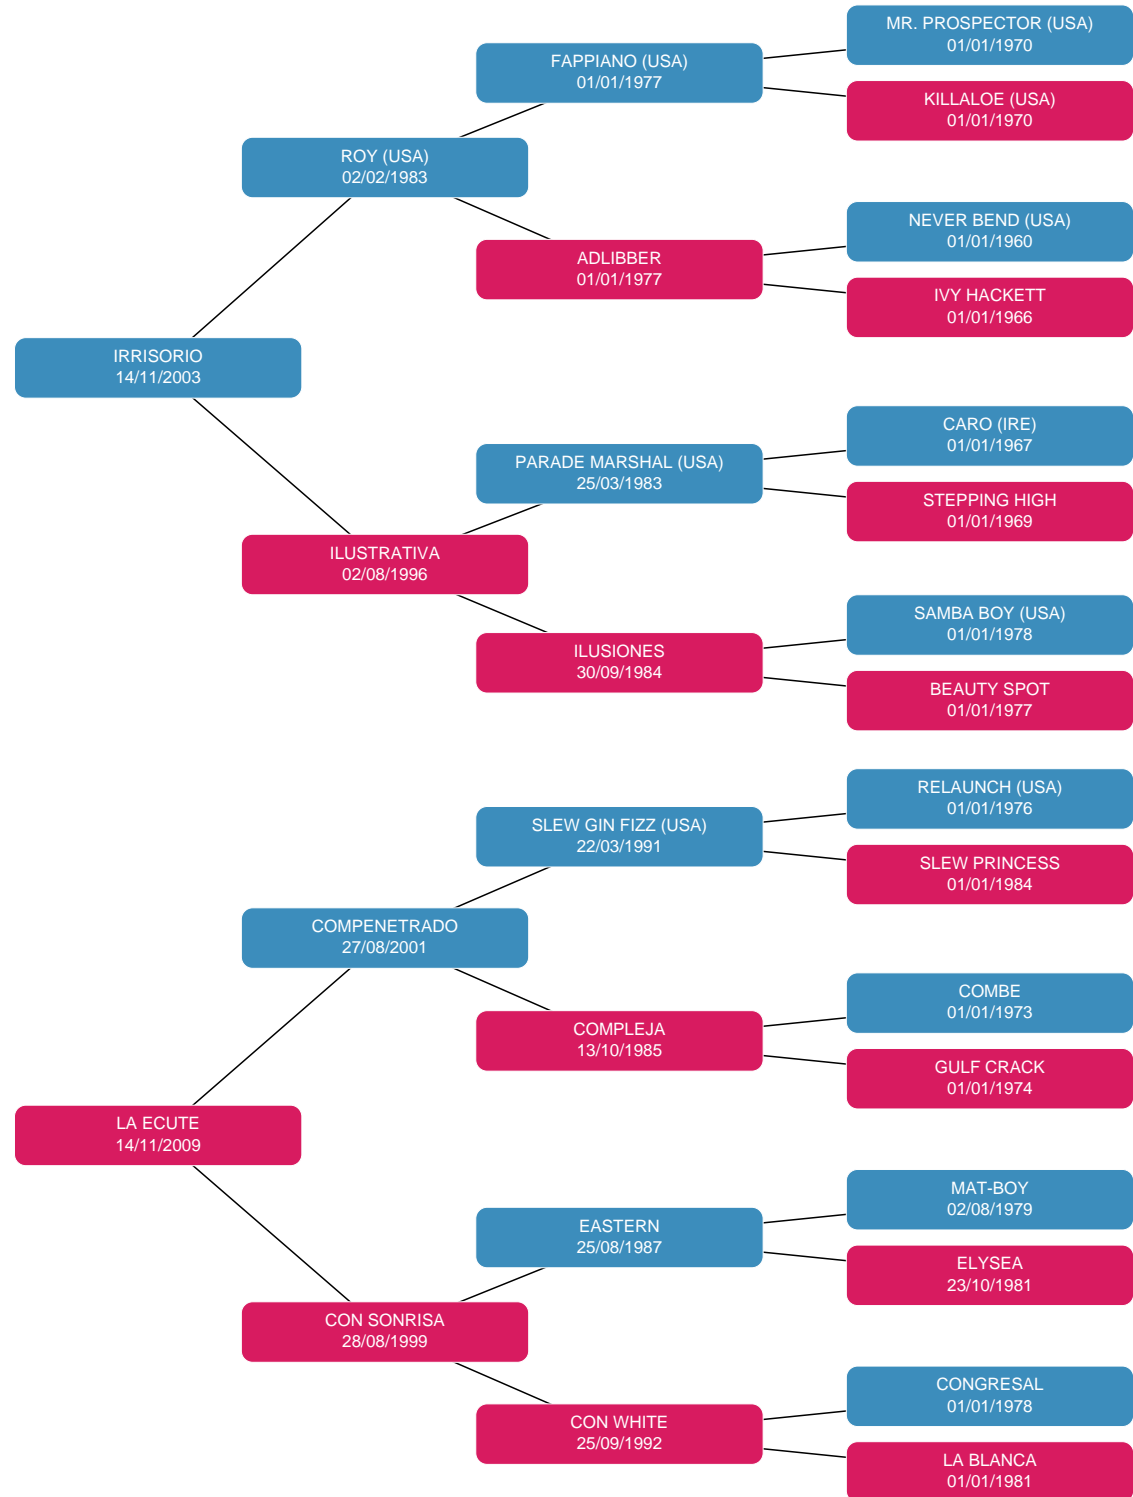 MR. PROSPECTOR (USA)
01/01/1970
FAPPIANO (USA)
01/01/1977
KILLALOE (USA)
01/01/1970
ROY (USA)
02/02/1983
NEVER BEND (USA)
01/01/1960
ADLIBBER
01/01/1977
IVY HACKETT
01/01/1966
IRRISORIO
14/11/2003
CARO (IRE)
01/01/1967
PARADE MARSHAL (USA)
25/03/1983
STEPPING HIGH
01/01/1969
ILUSTRATIVA
02/08/1996
SAMBA BOY (USA)
01/01/1978
ILUSIONES
30/09/1984
BEAUTY SPOT
01/01/1977
RELAUNCH (USA)
01/01/1976
SLEW GIN FIZZ (USA)
22/03/1991
SLEW PRINCESS
01/01/1984
COMPENETRADO
27/08/2001
COMBE
01/01/1973
COMPLEJA
13/10/1985
GULF CRACK
01/01/1974
LA ECUTE
14/11/2009
MAT-BOY
02/08/1979
EASTERN
25/08/1987
ELYSEA
23/10/1981
CON SONRISA
28/08/1999
CONGRESAL
01/01/1978
CON WHITE
25/09/1992
LA BLANCA
01/01/1981